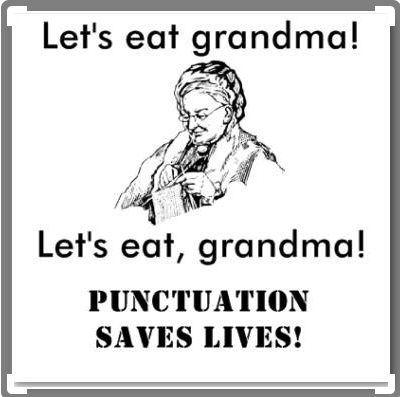 Let's eat grandma!
Let's eat, grandma!
PUNCTUATION
SAVES LIVES!